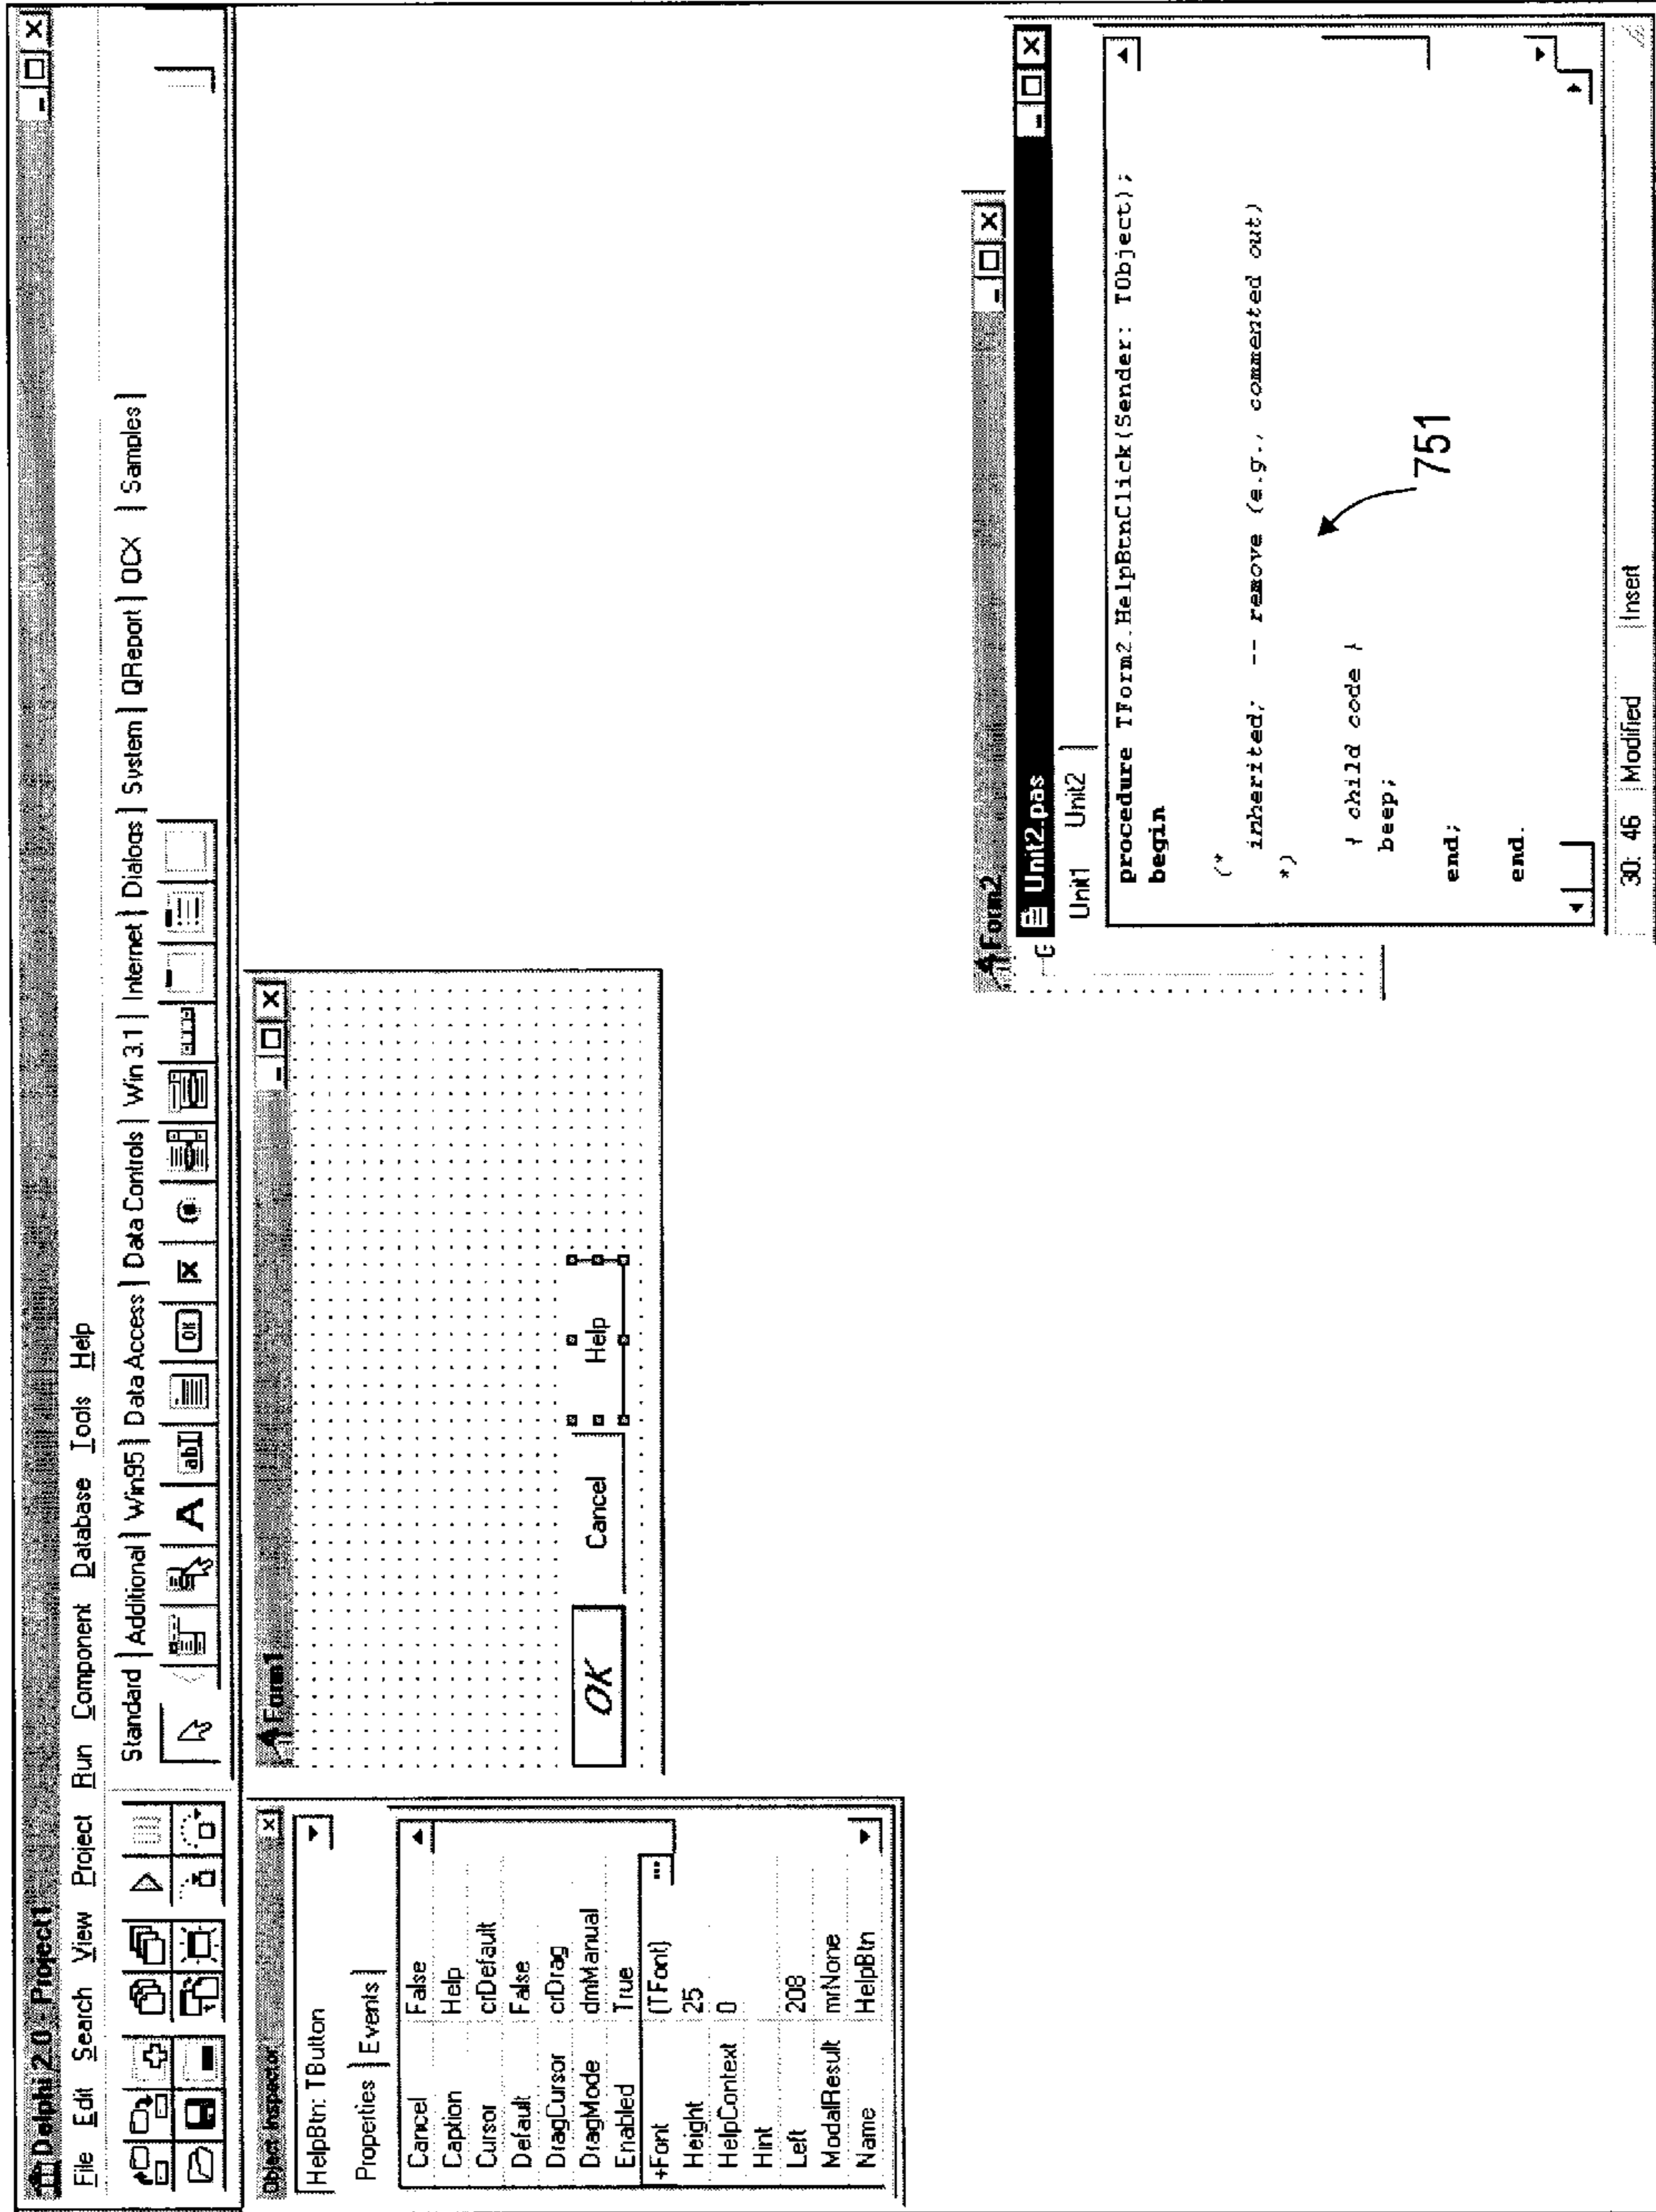 Delphi 2.0 - Project1
File Edit Search View Project Run Component Database Tools Help
Standard | Additional | Win95 | Data Access | Data Controls | Win 3.1 | Internet | Dialogs | System | QReport | OCX | Samples |
A abI OK
Object Inspector
HelpBtn: TButton
Properties | Events |
Cancel False
Caption Help
Cursor crDefault
Default False
DragCursor crDrag
DragMode dmManual
Enabled True
+Font (TFont) ...
Height 25
HelpContext 0
Hint
Left 208
ModalResult mrNone
Name HelpBtn
Form1
OK Cancel Help
Form2
G
Unit2.pas
Unit1 Unit2
procedure TForm2.HelpBtnClick(Sender: TObject);
begin
(*
inherited; -- remove (e.g., commented out)
*)
{ child code }
beep;
end;
end.
751
30: 46 Modified Insert